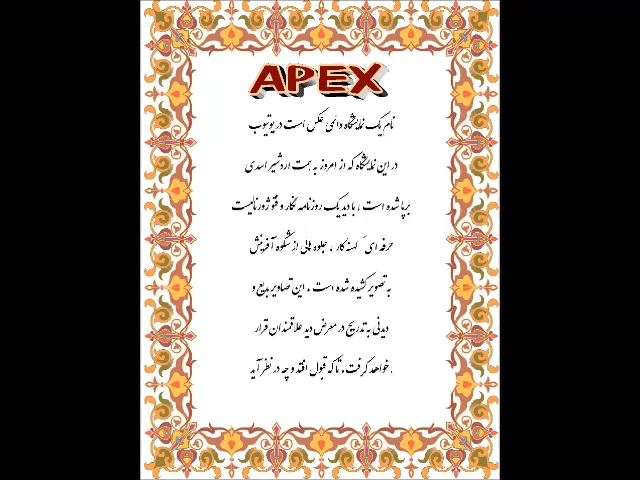 APEX
نام یک نمایشگاه دائمی عکس است در یوتیوب
در این نمایشگاه که از امروز به همت اردشیر اسدی
برپا شده است ، با دید یک روزنامه نگار و فتوژورنالیست
حرفه ای َ کهنه کار ، جلوه هائی از شکوه آفرینش
به تصویر کشیده شده است . این تصاویر بدیع و
دیدنی به تدریج در معرض دید علاقمندان قرار
خواهد گرفت. تا که قبول افتد و چه در نظر آید .